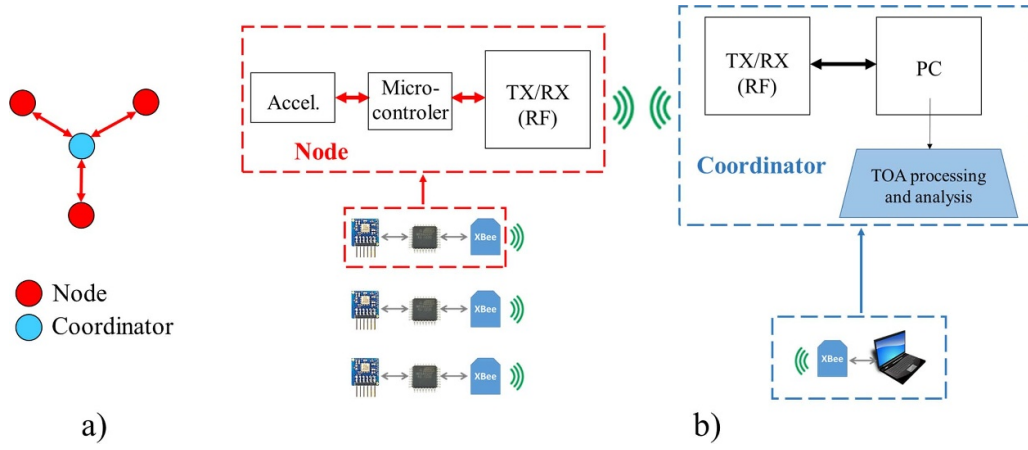 Accel.
Micro-
controler
TX/RX
(RF)
Node
TX/RX
(RF)
PC
Coordinator
TOA processing
and analysis
XBee
XBee
XBee
XBee
Node
Coordinator
a)
b)